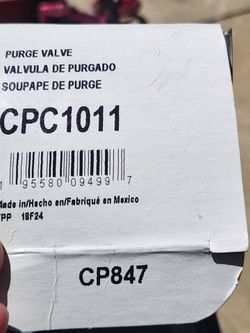 PURGE VALVE
VALVULA DE PURGADO
SOUPAPE DE PURGE
CPC1011
95580 09499 7
Made in/Hecho en/Fabriqué en Mexico
18F24
CP847